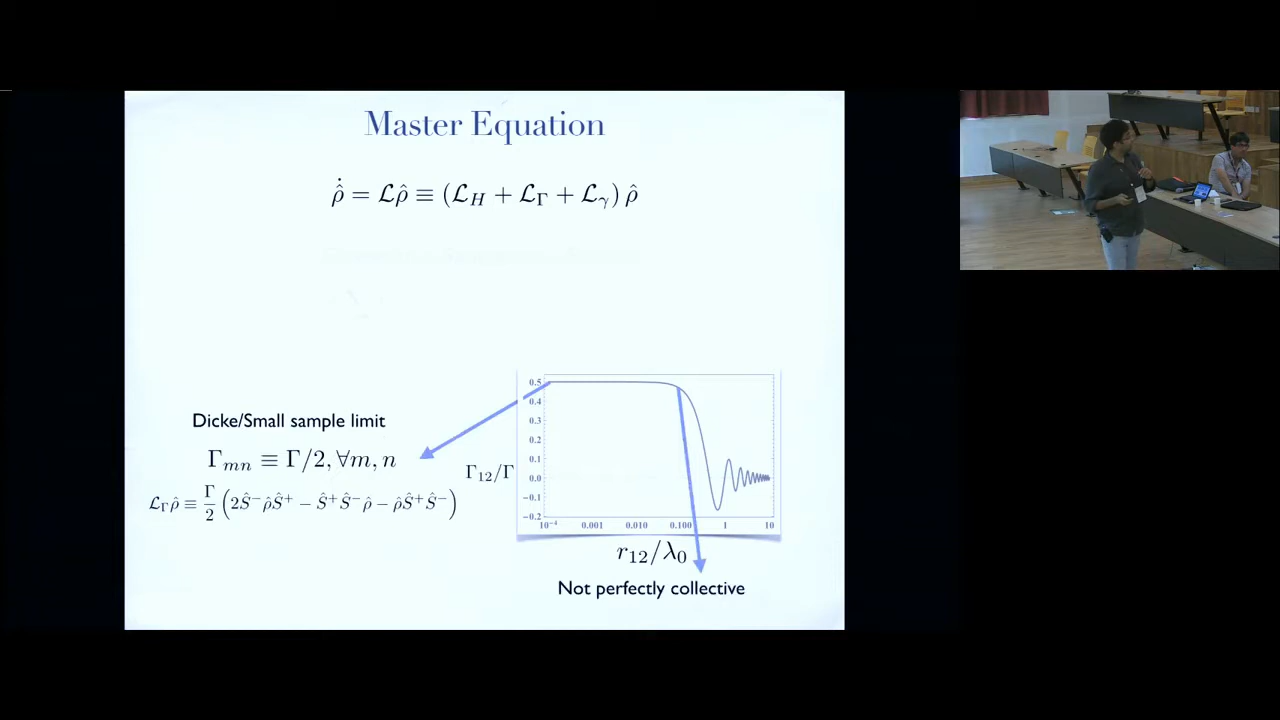 Master Equation
ρ̂̇ = ℒρ̂ ≡ (ℒ_H + ℒ_Γ + ℒ_γ) ρ̂
Dicke/Small sample limit
Γ_mn ≡ Γ/2, ∀m, n
ℒ_Γ ρ̂ ≡ Γ/2 (2Ŝ⁻ρ̂Ŝ⁺ − Ŝ⁺Ŝ⁻ρ̂ − ρ̂Ŝ⁺Ŝ⁻)
Γ₁₂/Γ
0.5
0.4
0.3
0.2
0.1
0.0
−0.1
−0.2
10⁻⁴ 0.001 0.010 0.100 1 10
r₁₂/λ₀
Not perfectly collective